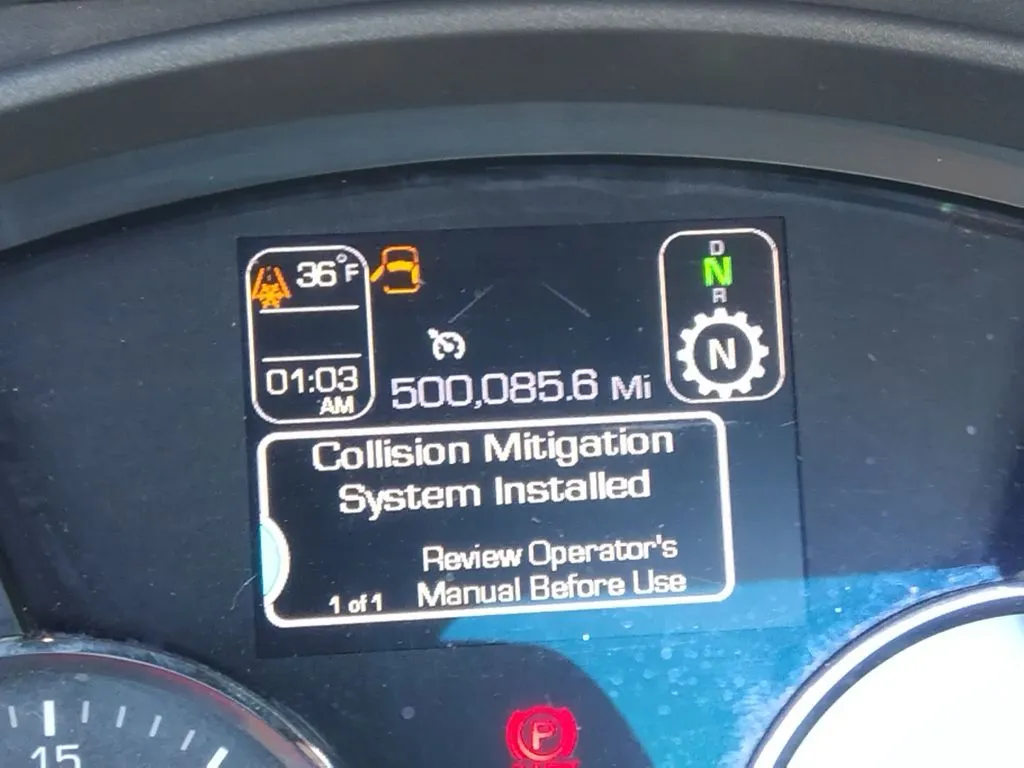 36°F
01:03
AM
500,085.6 Mi
D
N
R
N
Collision Mitigation
System Installed
Review Operator's
Manual Before Use
1 of 1
15
P